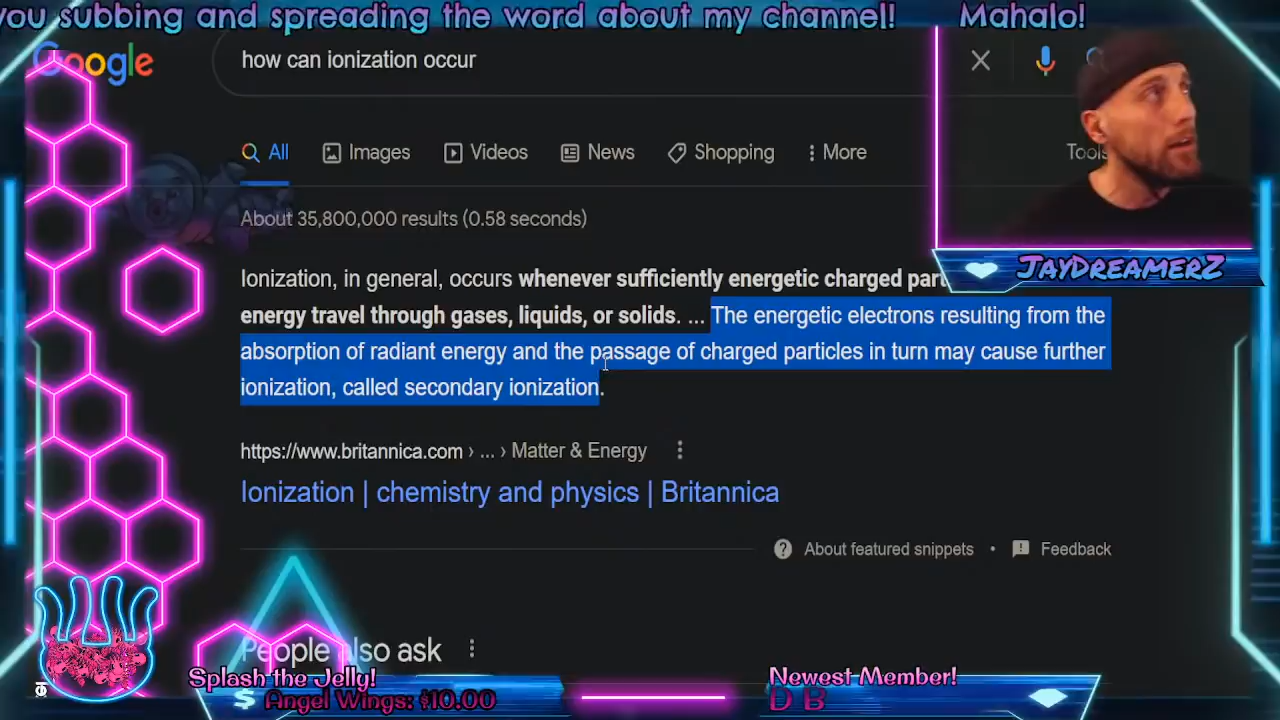 you subbing and spreading the word about my channel! Mahalo!
Google how can ionization occur
All Images Videos News Shopping More Tools
About 35,800,000 results (0.58 seconds)
Ionization, in general, occurs whenever sufficiently energetic charged
energy travel through gases, liquids, or solids. ... The energetic electrons resulting from the
absorption of radiant energy and the passage of charged particles in turn may cause further
ionization, called secondary ionization.
JayDreamerZ
https://www.britannica.com › ... › Matter & Energy
Ionization | chemistry and physics | Britannica
About featured snippets • Feedback
People also ask
Splash the Jelly!
$ Angel Wings: $10.00
Newest Member!
D B